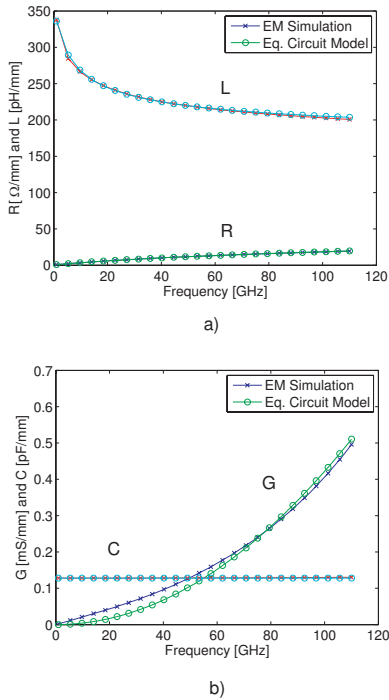 350
300
250
200
150
100
50
0
R[ Ω/mm] and L [pH/mm]
EM Simulation
Eq. Circuit Model
L
R
0 20 40 60 80 100 120
Frequency [GHz]
a)
0.7
0.6
0.5
0.4
0.3
0.2
0.1
0
G [mS/mm] and C [pF/mm]
EM Simulation
Eq. Circuit Model
G
C
0 20 40 60 80 100 120
Frequency [GHz]
b)